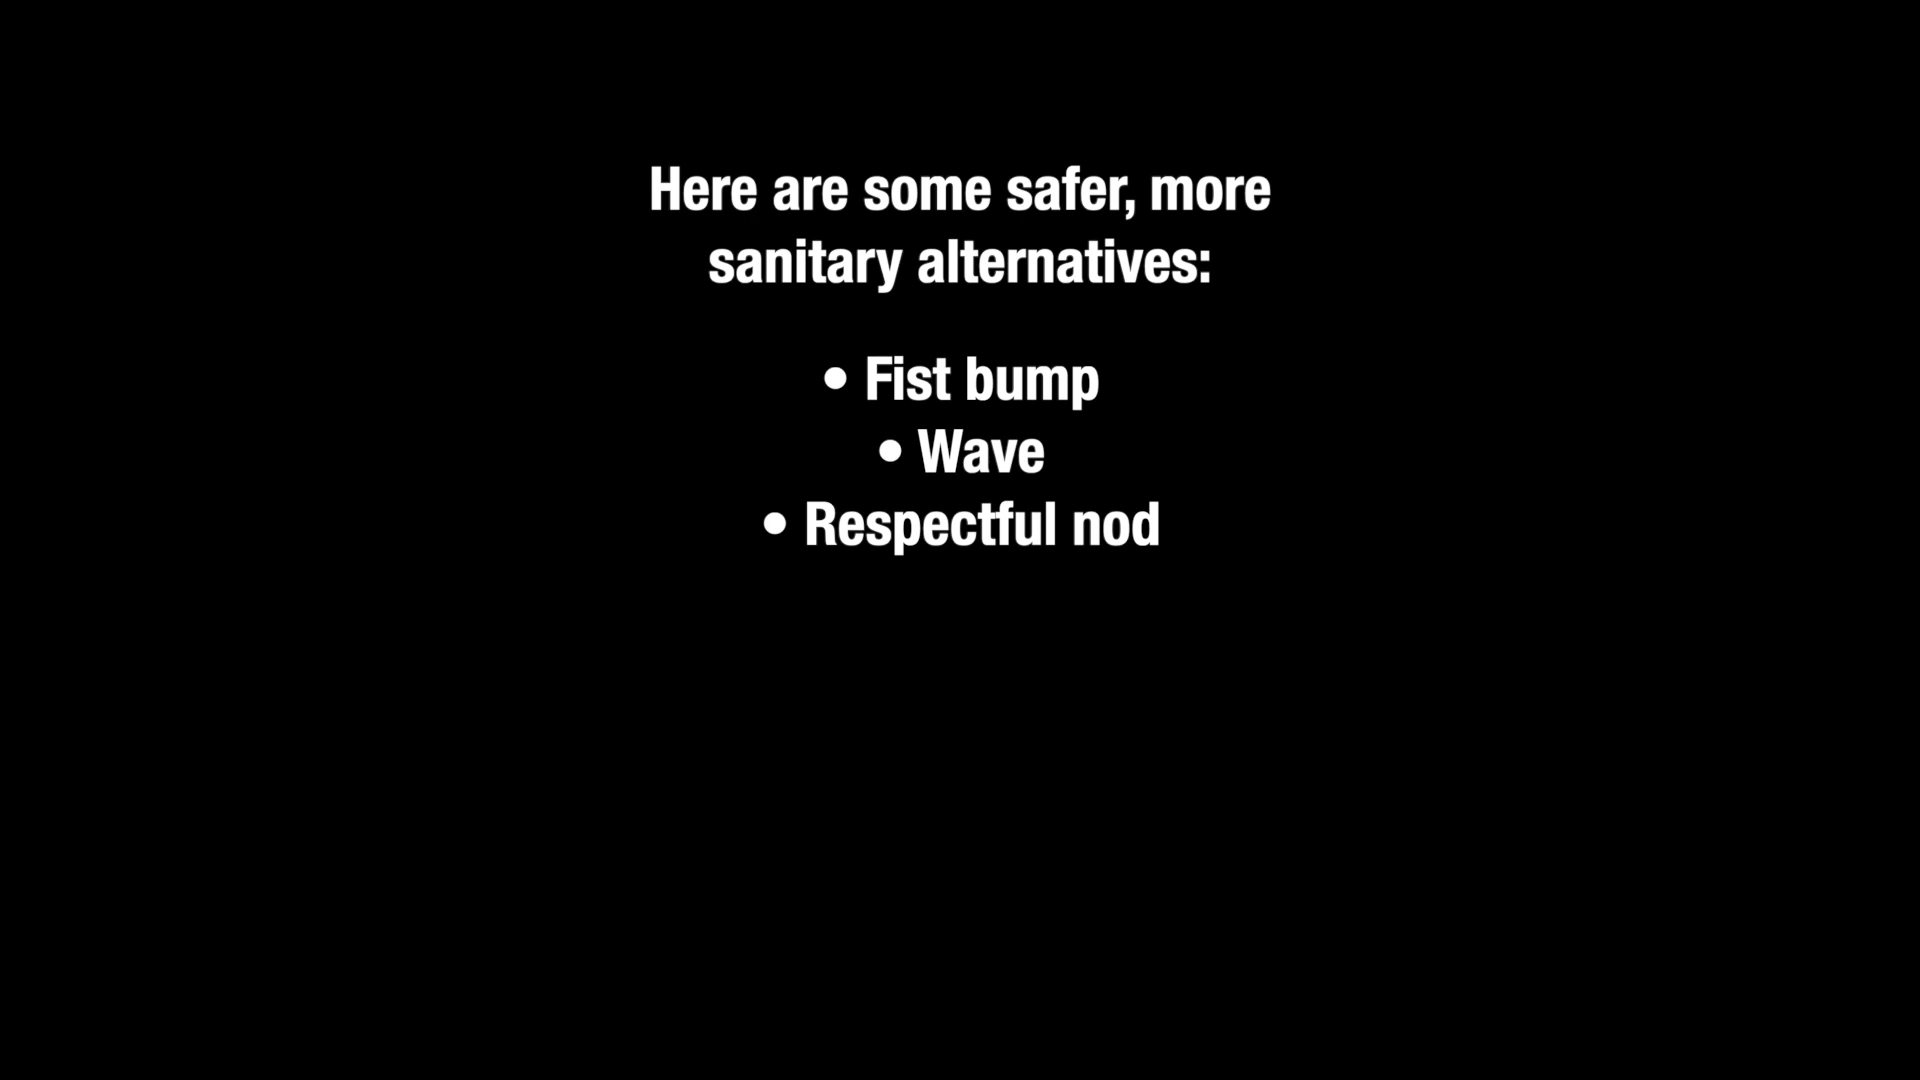 Here are some safer, more
sanitary alternatives:
• Fist bump
• Wave
• Respectful nod